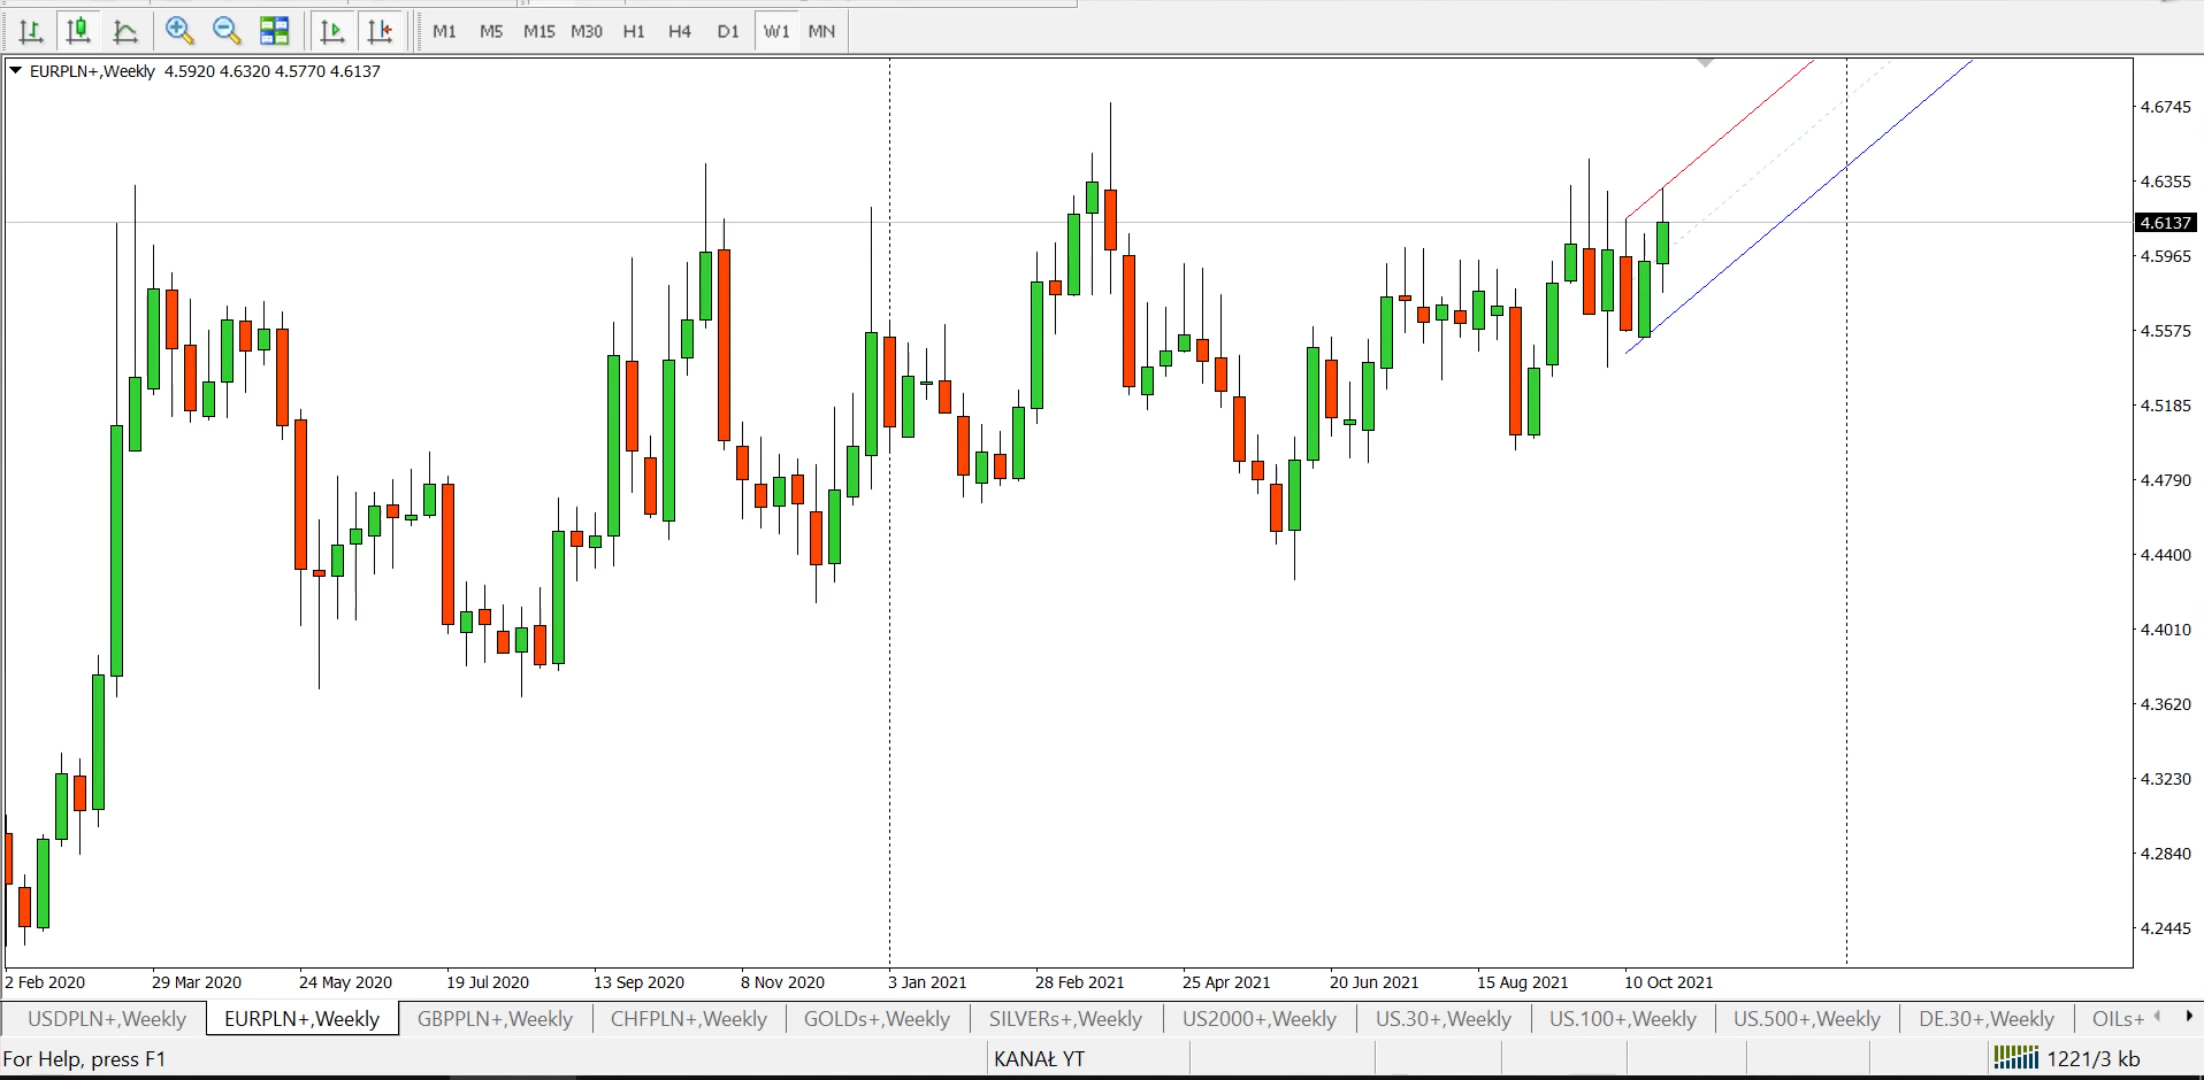 M1 M5 M15 M30 H1 H4 D1 W1 MN
EURPLN+,Weekly 4.5920 4.6320 4.5770 4.6137
4.6745
4.6355
4.6137
4.5965
4.5575
4.5185
4.4790
4.4400
4.4010
4.3620
4.3230
4.2840
4.2445
2 Feb 2020 29 Mar 2020 24 May 2020 19 Jul 2020 13 Sep 2020 8 Nov 2020 3 Jan 2021 28 Feb 2021 25 Apr 2021 20 Jun 2021 15 Aug 2021 10 Oct 2021
USDPLN+,Weekly EURPLN+,Weekly GBPPLN+,Weekly CHFPLN+,Weekly GOLDs+,Weekly SILVERs+,Weekly US2000+,Weekly US.30+,Weekly US.100+,Weekly US.500+,Weekly DE.30+,Weekly OILs+
For Help, press F1 KANAŁ YT 1221/3 kb